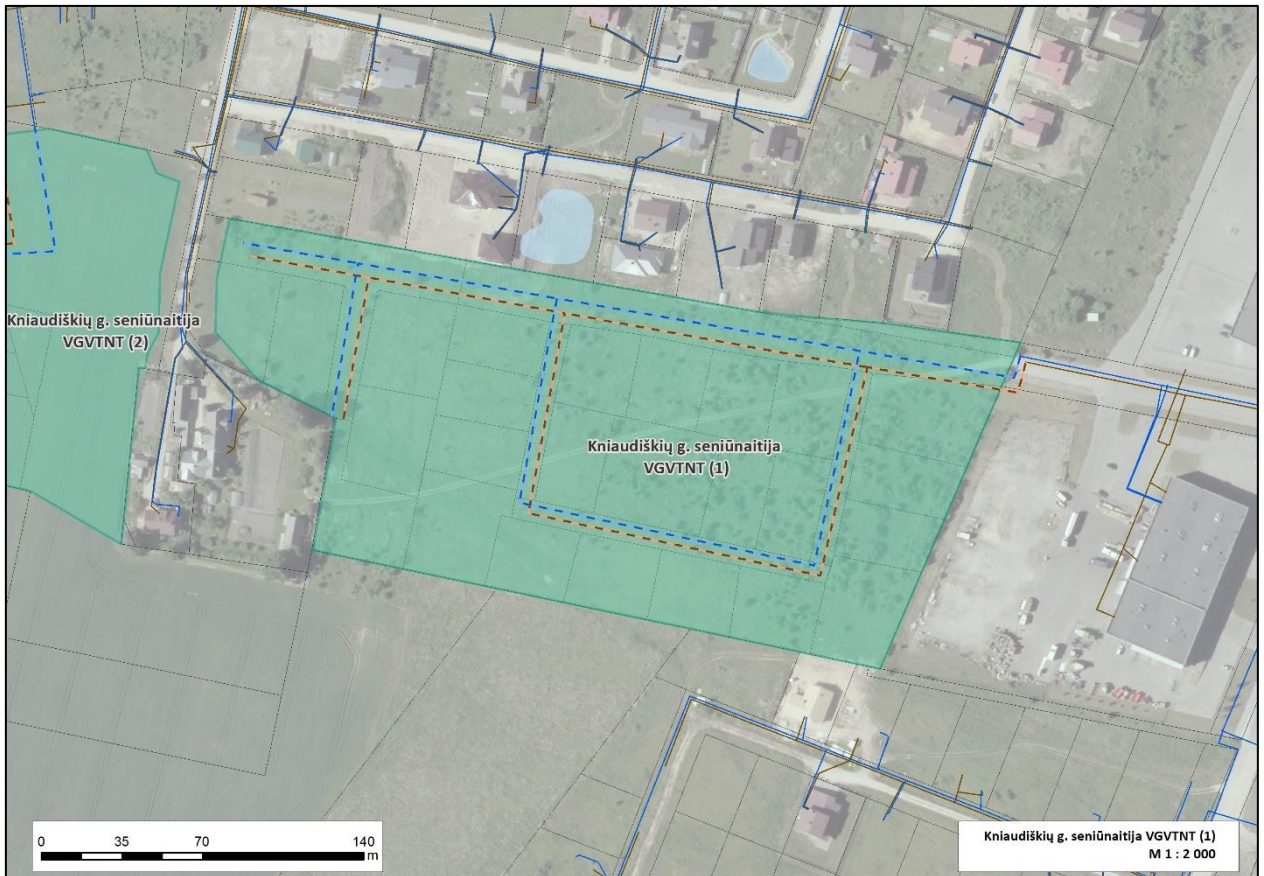 Kniaudiškių g. seniūnaitija
VGVTNT (2)
Kniaudiškių g. seniūnaitija
VGVTNT (1)
0 35 70 140
m
Kniaudiškių g. seniūnaitija VGVTNT (1)
M 1 : 2 000